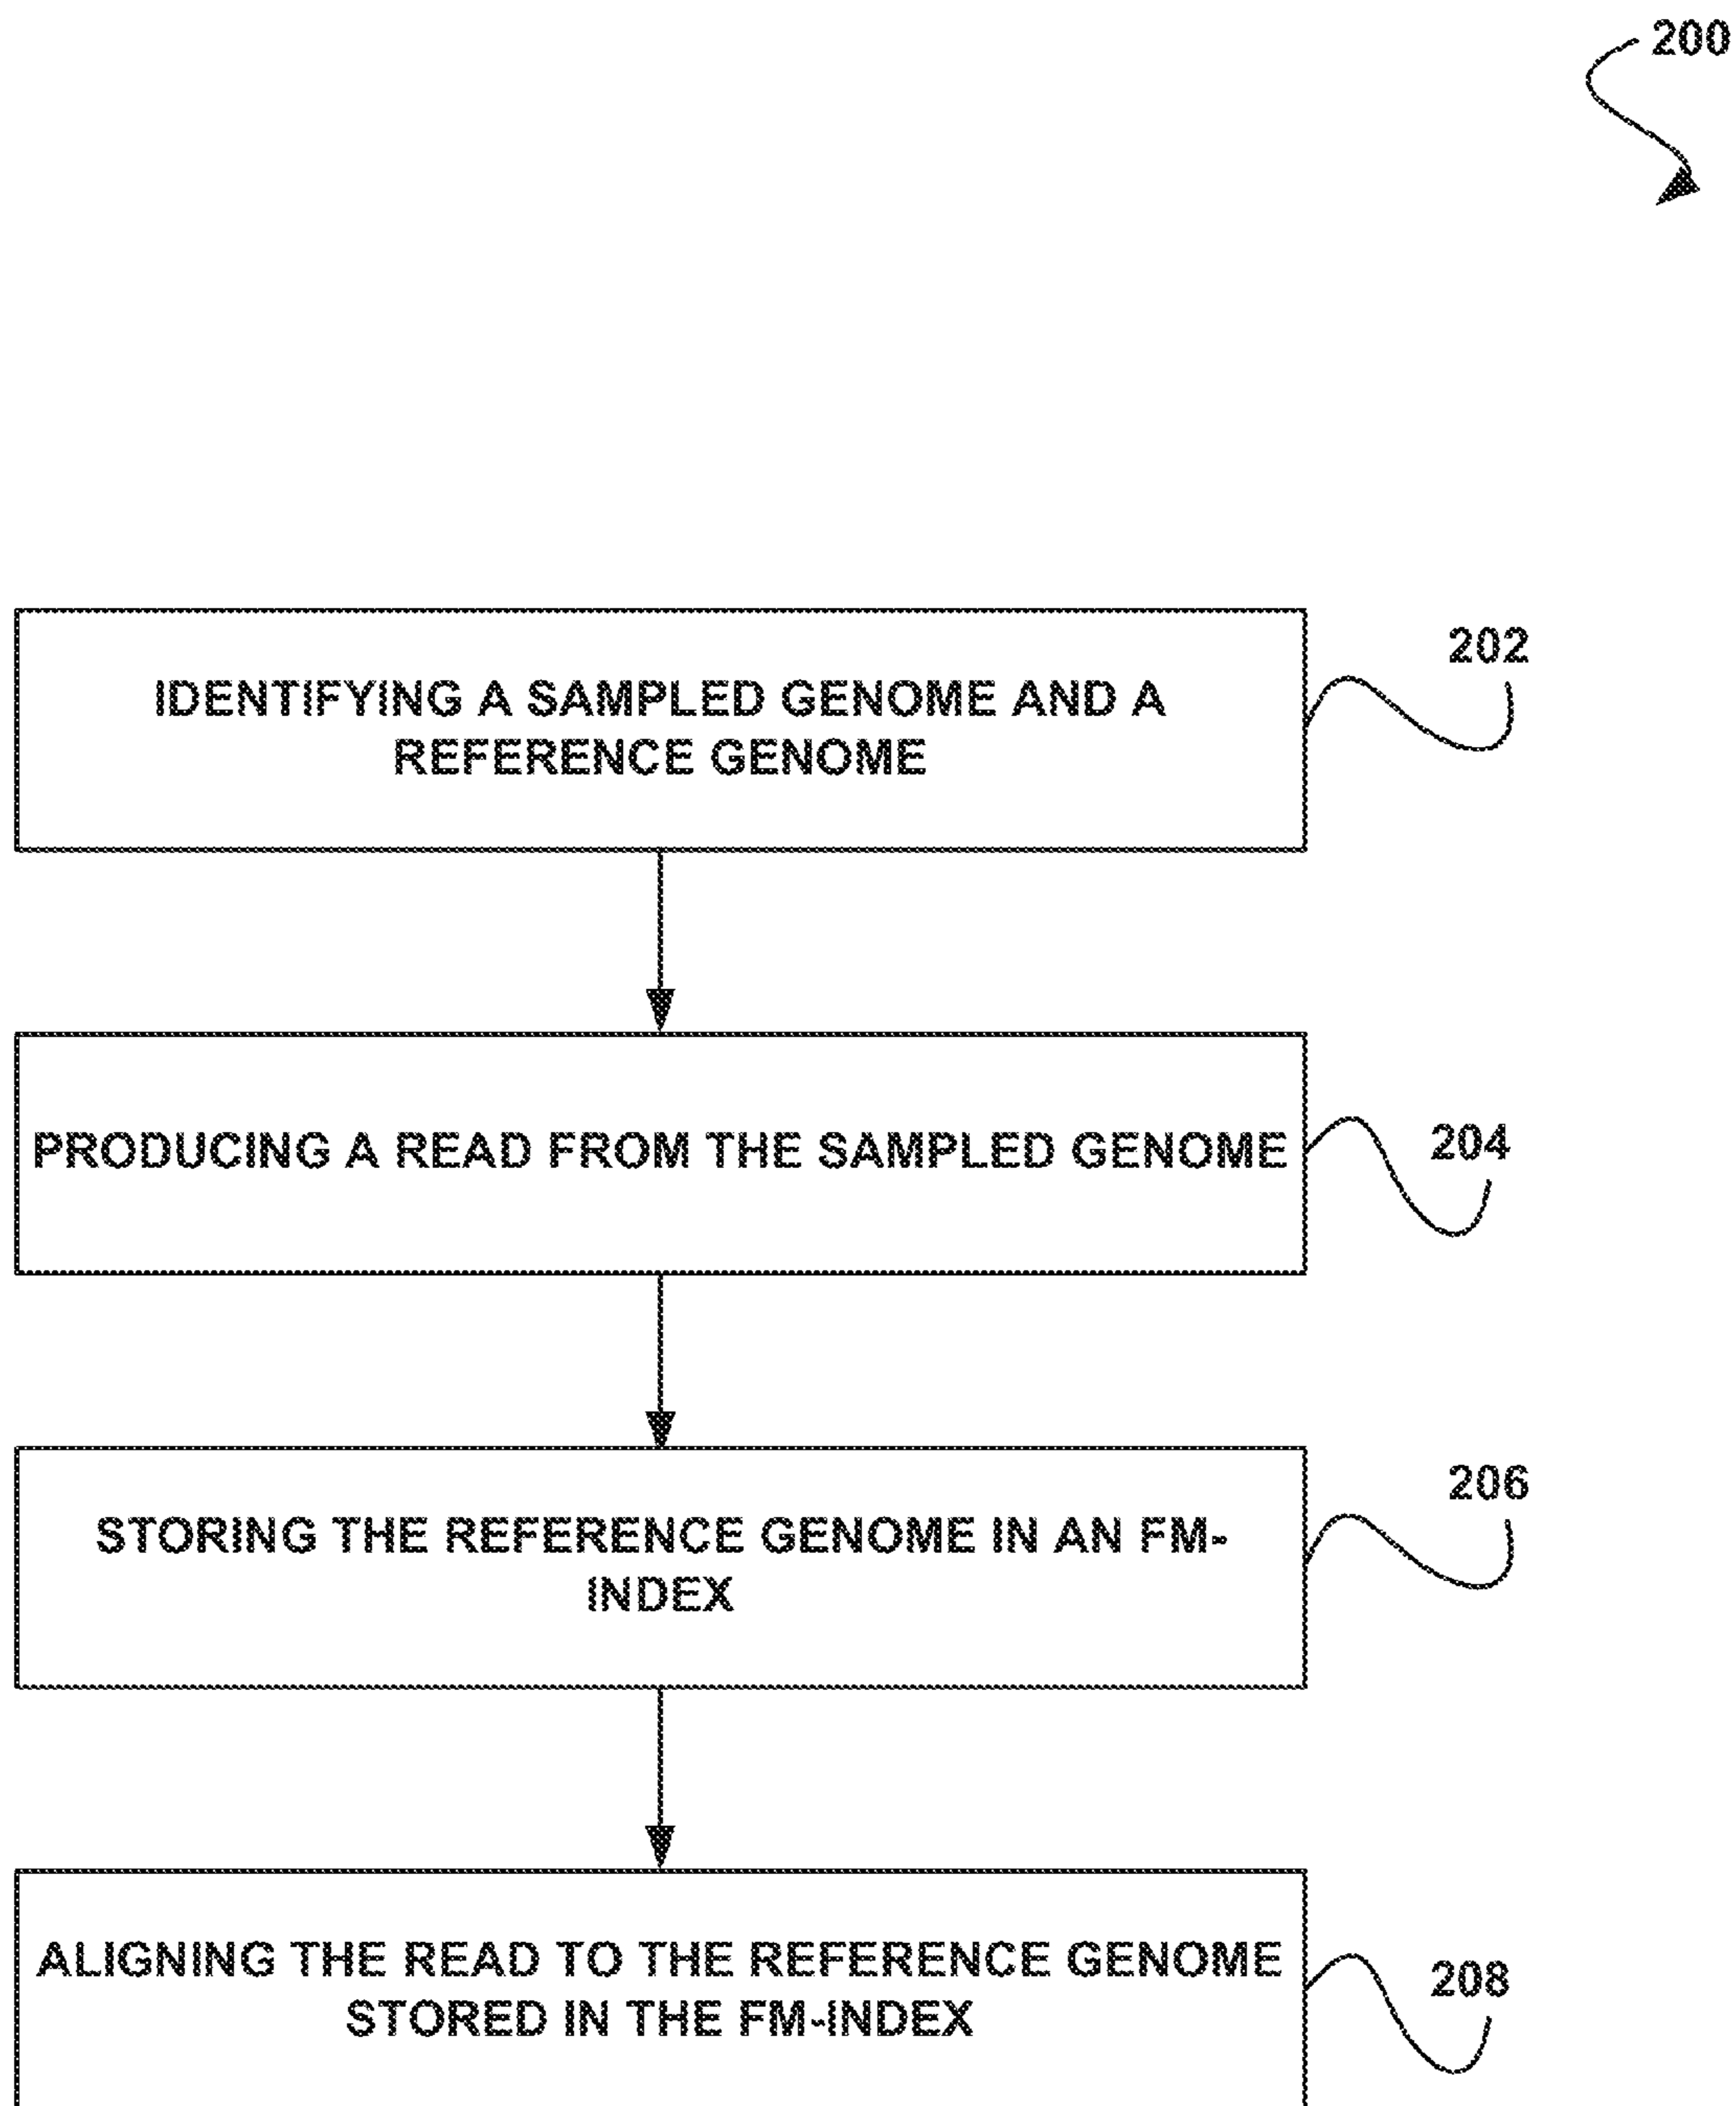 200
IDENTIFYING A SAMPLED GENOME AND A
REFERENCE GENOME
202
PRODUCING A READ FROM THE SAMPLED GENOME
204
STORING THE REFERENCE GENOME IN AN FM-
INDEX
206
ALIGNING THE READ TO THE REFERENCE GENOME
STORED IN THE FM-INDEX
208